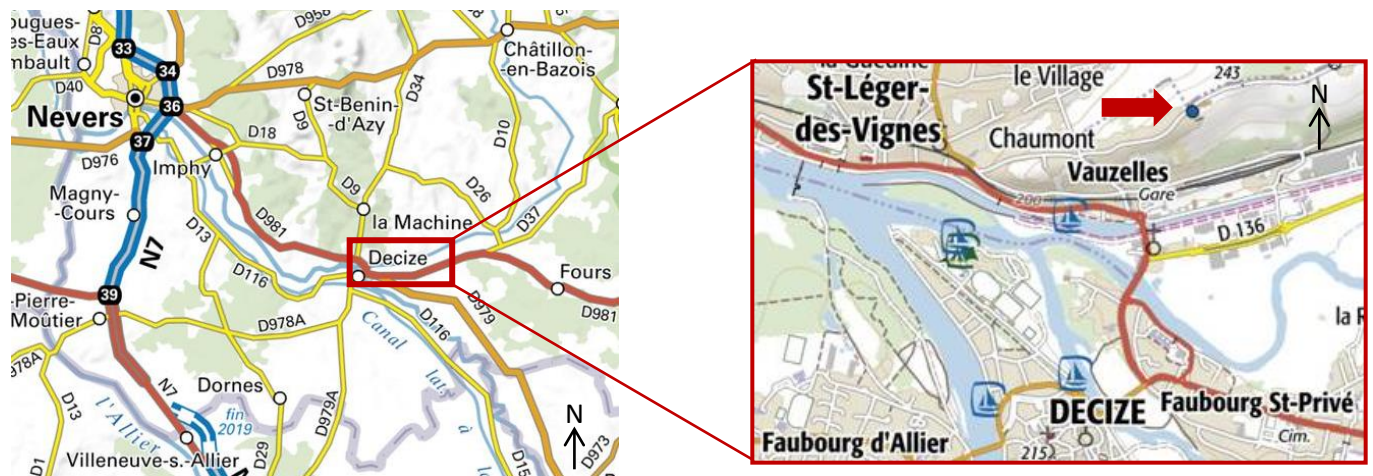 ougues-
es-Eaux
mbault
D8
33
D958
Châtillon-
-en-Bazois
34
D978
D34
D40
36
Nevers
St-Benin-
-d'Azy
D9
D10
D18
37
D976
Imphy
D26
D9
Magny-
-Cours
la Machine
D37
N7
D981
D13
Decize
D116
Fours
39
-Pierre-
-Moûtier
D978A
Canal
D116
D979
D981
978A
lat.
à
l
Dornes
N7
D13
l'Allier
fin
2019
D979A
N
D973
D1
Villeneuve-s.-Allier
D29
D15
N
St-Léger-
des-Vignes
le Village
243
N
Chaumont
Vauzelles
200
Gare
D 136
la R
DECIZE
Faubourg St-Privé
Faubourg d'Allier
215
Cim.